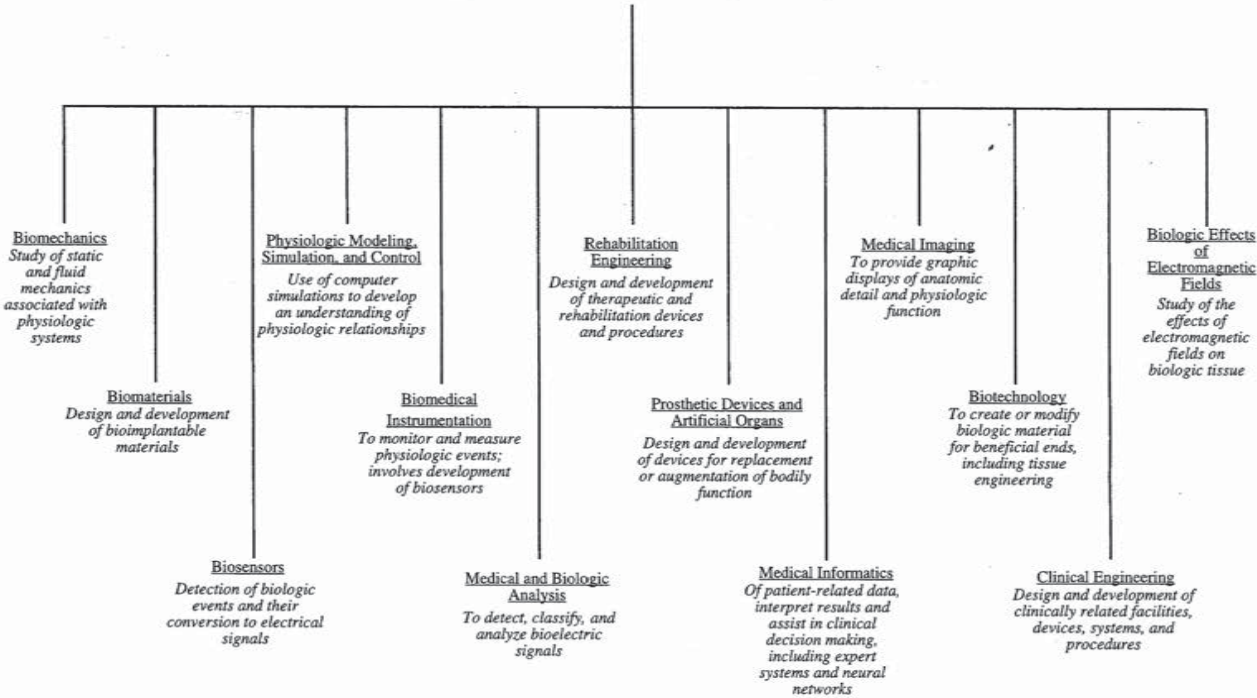 Biomechanics
Study of static
and fluid
mechanics
associated with
physiologic
systems
Biomaterials
Design and development
of bioimplantable
materials
Biosensors
Detection of biologic
events and their
conversion to electrical
signals
Physiologic Modeling,
Simulation, and Control
Use of computer
simulations to develop
an understanding of
physiologic relationships
Biomedical
Instrumentation
To monitor and measure
physiologic events;
involves development
of biosensors
Medical and Biologic
Analysis
To detect, classify, and
analyze bioelectric
signals
Rehabilitation
Engineering
Design and development
of therapeutic and
rehabilitation devices
and procedures
Prosthetic Devices and
Artificial Organs
Design and development
of devices for replacement
or augmentation of bodily
function
Medical Informatics
Of patient-related data,
interpret results and
assist in clinical
decision making,
including expert
systems and neural
networks
Medical Imaging
To provide graphic
displays of anatomic
detail and physiologic
function
Biotechnology
To create or modify
biologic material
for beneficial ends,
including tissue
engineering
Clinical Engineering
Design and development of
clinically related facilities,
devices, systems, and
procedures
Biologic Effects
of
Electromagnetic
Fields
Study of the
effects of
electromagnetic
fields on
biologic tissue